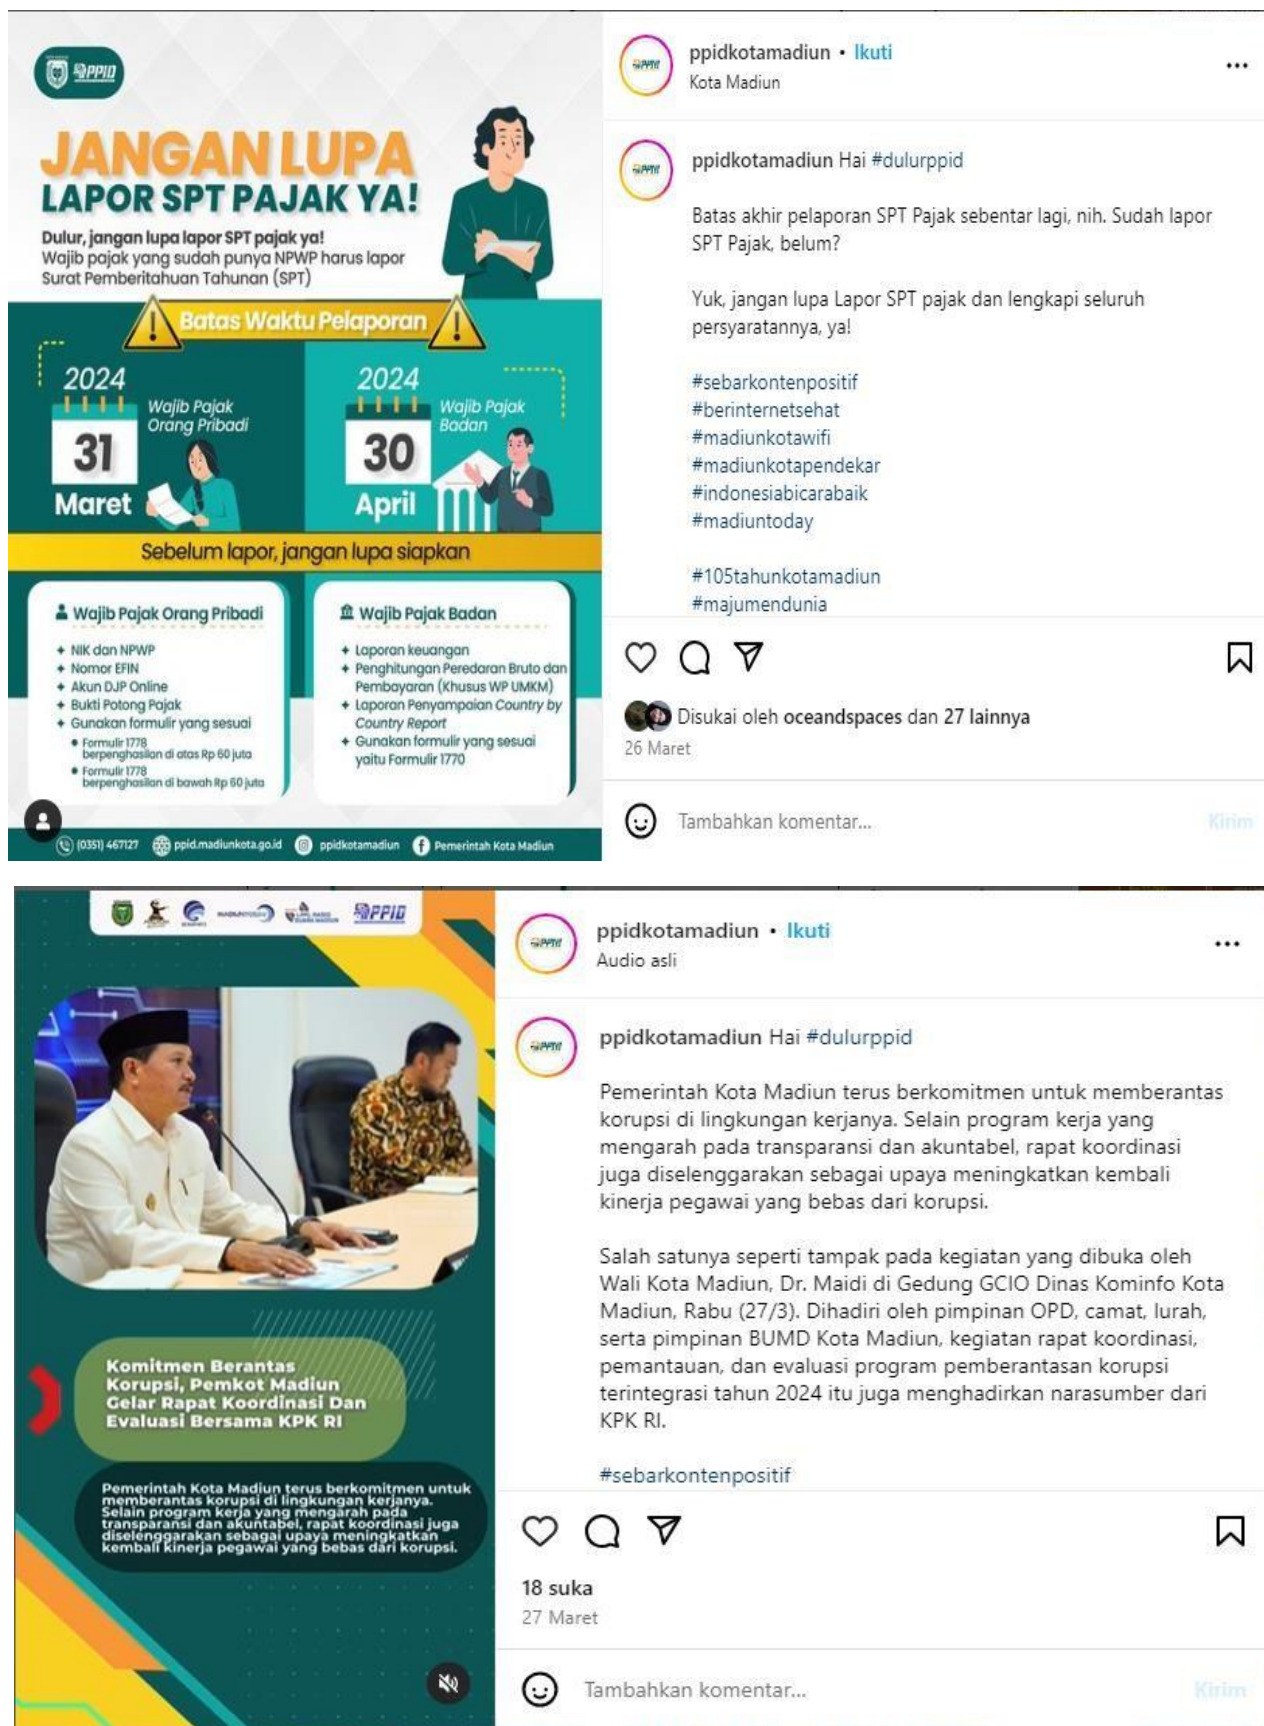 PPID
JANGAN LUPA
LAPOR SPT PAJAK YA!
Dulur, jangan lupa lapor SPT pajak ya!
Wajib pajak yang sudah punya NPWP harus lapor
Surat Pemberitahuan Tahunan (SPT)
Batas Waktu Pelaporan
2024
31
Maret
Wajib Pajak
Orang Pribadi
2024
30
April
Wajib Pajak
Badan
Sebelum lapor, jangan lupa siapkan
Wajib Pajak Orang Pribadi
NIK dan NPWP
Nomor EFIN
Akun DJP Online
Bukti Potong Pajak
Gunakan formulir yang sesuai
Formulir 1778
berpenghasilan di atas Rp 60 juta
Formulir 1778
berpenghasilan di bawah Rp 60 juta
Wajib Pajak Badan
Laporan keuangan
Penghitungan Peredaran Bruto dan
Pembayaran (Khusus WP UMKM)
Laporan Penyampaian Country by
Country Report
Gunakan formulir yang sesuai
yaitu Formulir 1770
(0351) 467127
ppid.madiunkota.go.id
ppidkotamadiun
Pemerintah Kota Madiun
ppidkotamadiun • Ikuti
Kota Madiun
ppidkotamadiun Hai #dulurppid
Batas akhir pelaporan SPT Pajak sebentar lagi, nih. Sudah lapor
SPT Pajak, belum?
Yuk, jangan lupa Lapor SPT pajak dan lengkapi seluruh
persyaratannya, ya!
#sebarkontenpositif
#berinternetsehat
#madiunkotawifi
#madiunkotapendekar
#indonesiabicarabaik
#madiuntoday
#105tahunkotamadiun
#majumendunia
Disukai oleh oceandspaces dan 27 lainnya
26 Maret
Tambahkan komentar...
Kirim
PPID
Komitmen Berantas
Korupsi, Pemkot Madiun
Gelar Rapat Koordinasi Dan
Evaluasi Bersama KPK RI
Pemerintah Kota Madiun terus berkomitmen untuk
memberantas korupsi di lingkungan kerjanya.
Selain program kerja yang mengarah pada
transparansi dan akuntabel, rapat koordinasi juga
diselenggarakan sebagai upaya meningkatkan
kembali kinerja pegawai yang bebas dari korupsi.
ppidkotamadiun • Ikuti
Audio asli
ppidkotamadiun Hai #dulurppid
Pemerintah Kota Madiun terus berkomitmen untuk memberantas
korupsi di lingkungan kerjanya. Selain program kerja yang
mengarah pada transparansi dan akuntabel, rapat koordinasi
juga diselenggarakan sebagai upaya meningkatkan kembali
kinerja pegawai yang bebas dari korupsi.
Salah satunya seperti tampak pada kegiatan yang dibuka oleh
Wali Kota Madiun, Dr. Maidi di Gedung GCIO Dinas Kominfo Kota
Madiun, Rabu (27/3). Dihadiri oleh pimpinan OPD, camat, lurah,
serta pimpinan BUMD Kota Madiun, kegiatan rapat koordinasi,
pemantauan, dan evaluasi program pemberantasan korupsi
terintegrasi tahun 2024 itu juga menghadirkan narasumber dari
KPK RI.
#sebarkontenpositif
18 suka
27 Maret
Tambahkan komentar...
Kirim